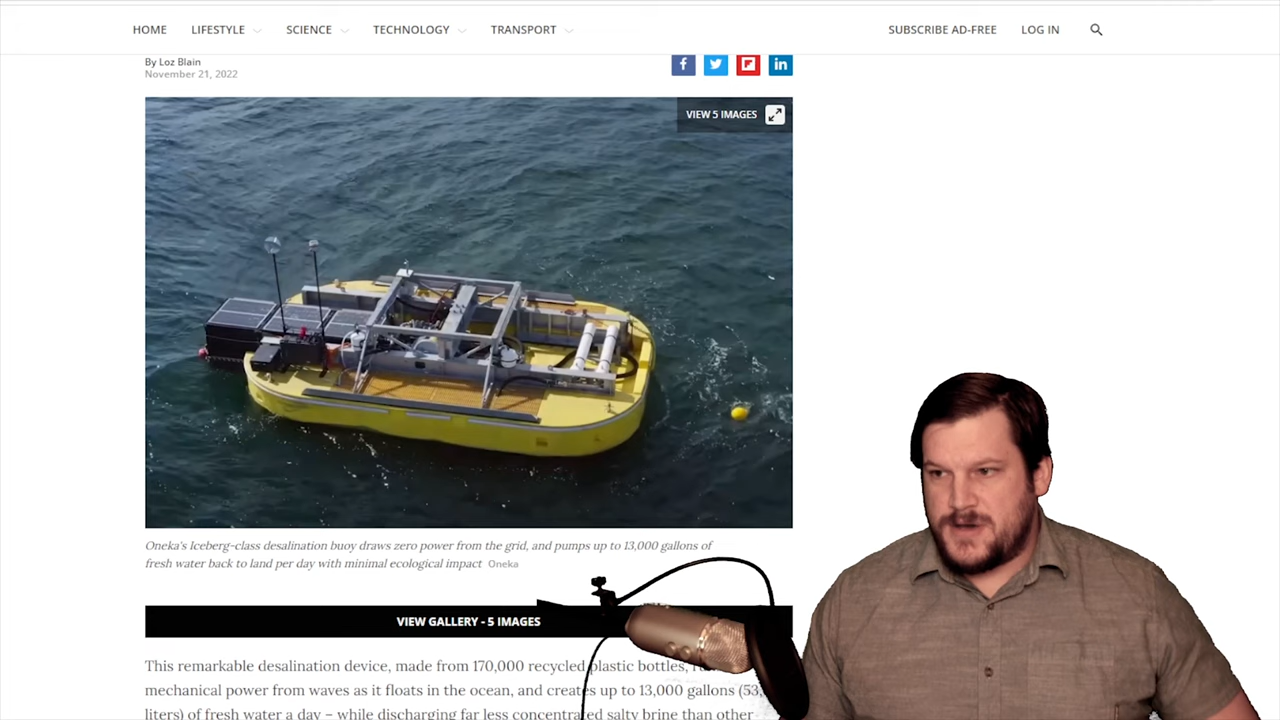 HOME LIFESTYLE SCIENCE TECHNOLOGY TRANSPORT SUBSCRIBE AD-FREE LOG IN
By Loz Blain
November 21, 2022
VIEW 5 IMAGES
Oneka's Iceberg-class desalination buoy draws zero power from the grid, and pumps up to 13,000 gallons of
fresh water back to land per day with minimal ecological impact Oneka
VIEW GALLERY - 5 IMAGES
This remarkable desalination device, made from 170,000 recycled plastic bottles,
mechanical power from waves as it floats in the ocean, and creates up to 13,000 gallons (53,
liters) of fresh water a day – while discharging far less concentrated salty brine than other